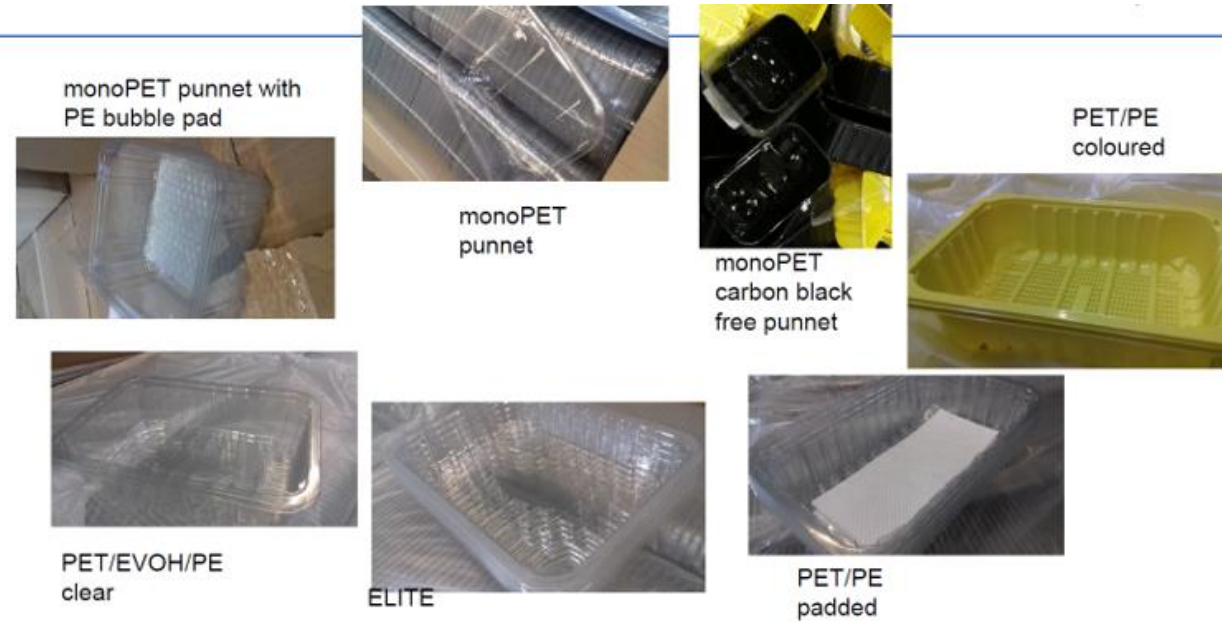 monoPET punnet with
PE bubble pad
monoPET
punnet
monoPET
carbon black
free punnet
PET/PE
coloured
PET/EVOH/PE
clear
ELITE
PET/PE
padded